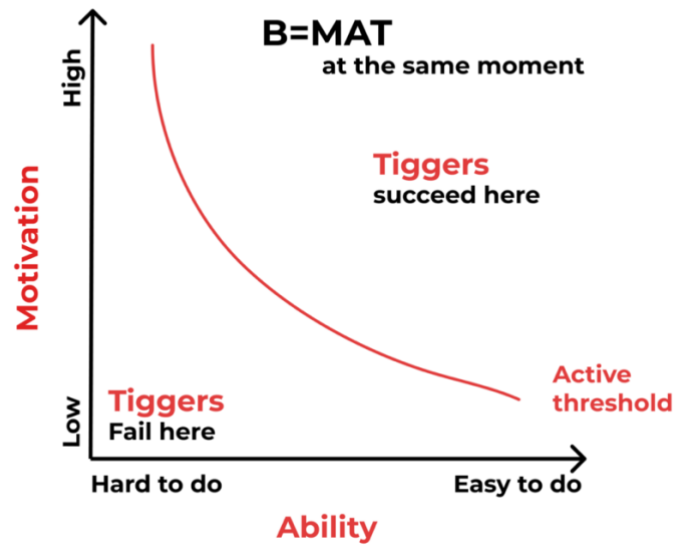 B=MAT
at the same moment
High
Motivation
Low
Tiggers
succeed here
Tiggers
Fail here
Active
threshold
Hard to do
Easy to do
Ability